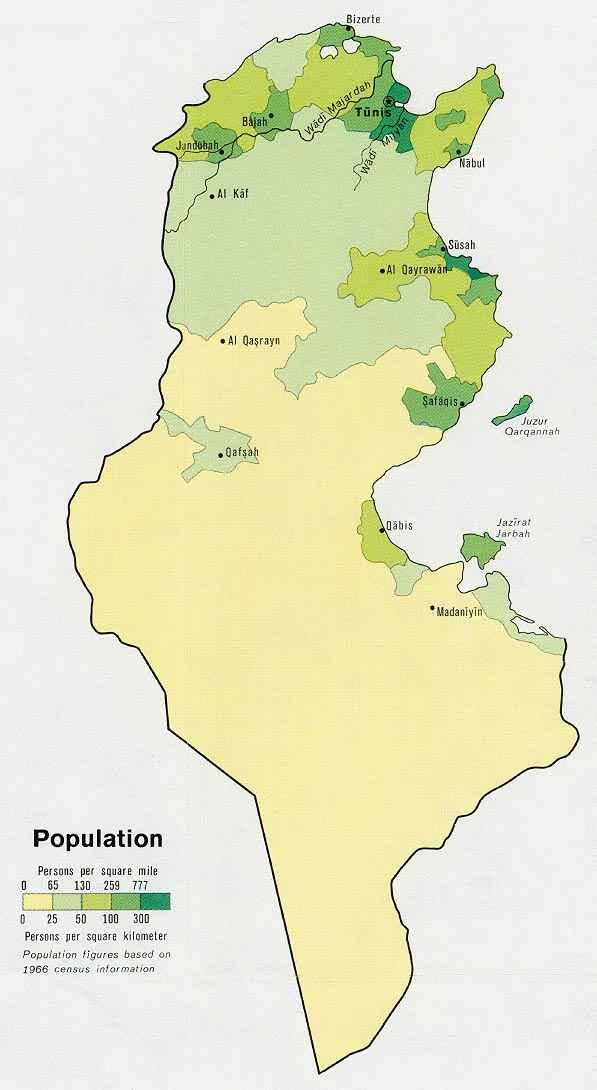 Bizerte
Wādī Majardah
Tūnis
Bājah
Wādī Milyān
Jundūbah
Nābul
Al Kāf
Sūsah
Al Qayrawān
Al Qaşrayn
Şafāqis
Juzur
Qarqannah
Qafşah
Qābis
Jazīrat
Jarbah
Madanīyīn
Population
Persons per square mile
0 65 130 259 777
0 25 50 100 300
Persons per square kilometer
Population figures based on
1966 census information